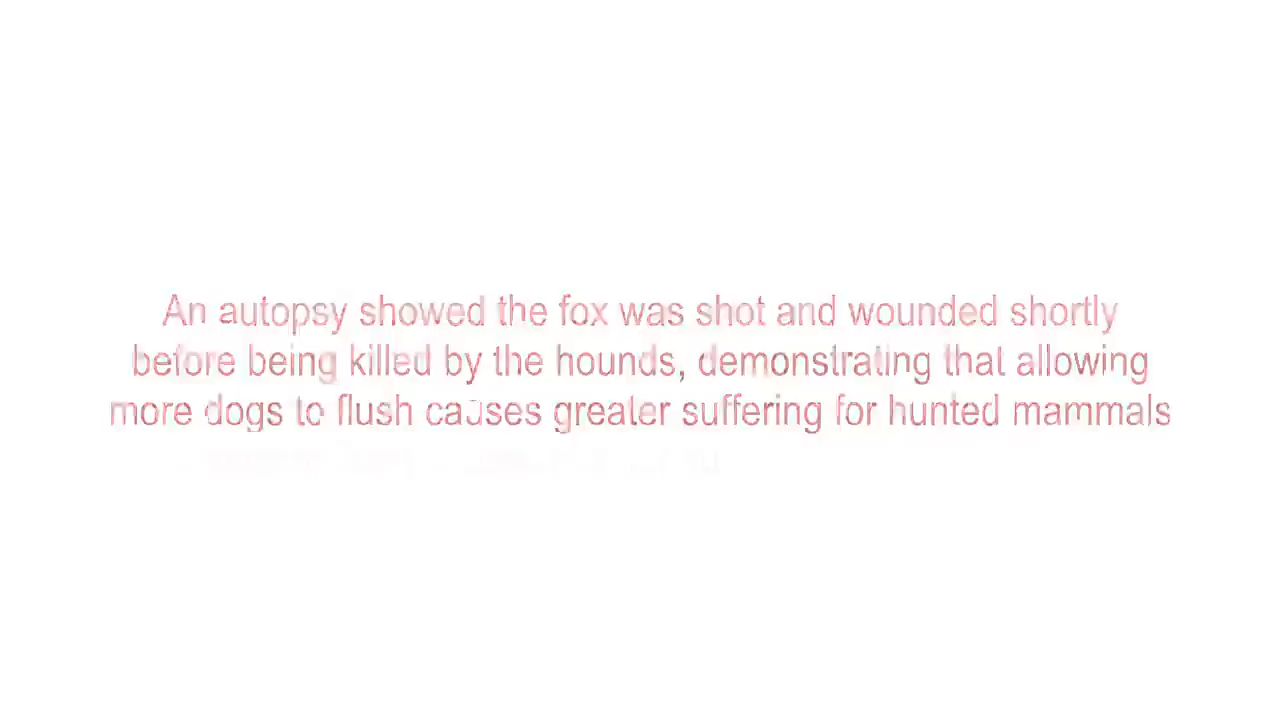 An autopsy showed the fox was shot and wounded shortly
before being killed by the hounds, demonstrating that allowing
more dogs to flush causes greater suffering for hunted mammals